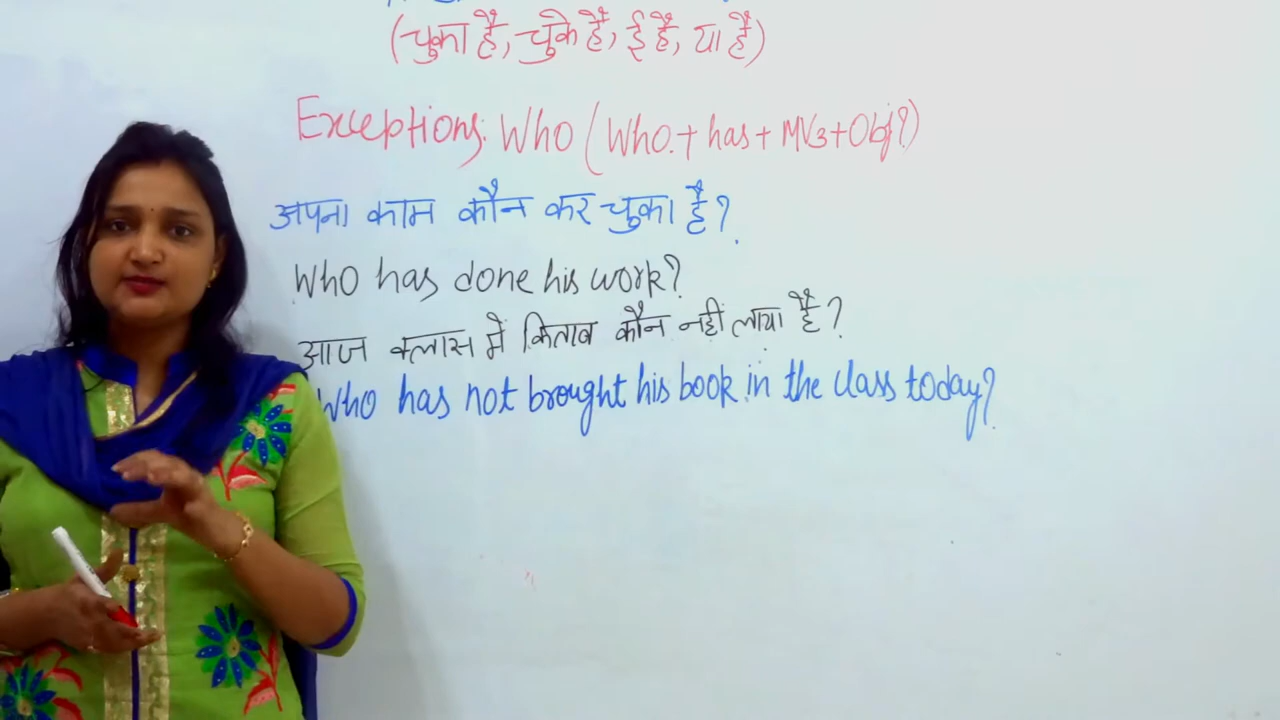 (चुका है, चुके है, ई है, या है)
Exceptions: Who (Who + has + MV3 + Obj?)
अपना काम कौन कर चुका है?
Who has done his work?
आज क्लास में किताब कौन नहीं लाया है?
Who has not brought his book in the class today?